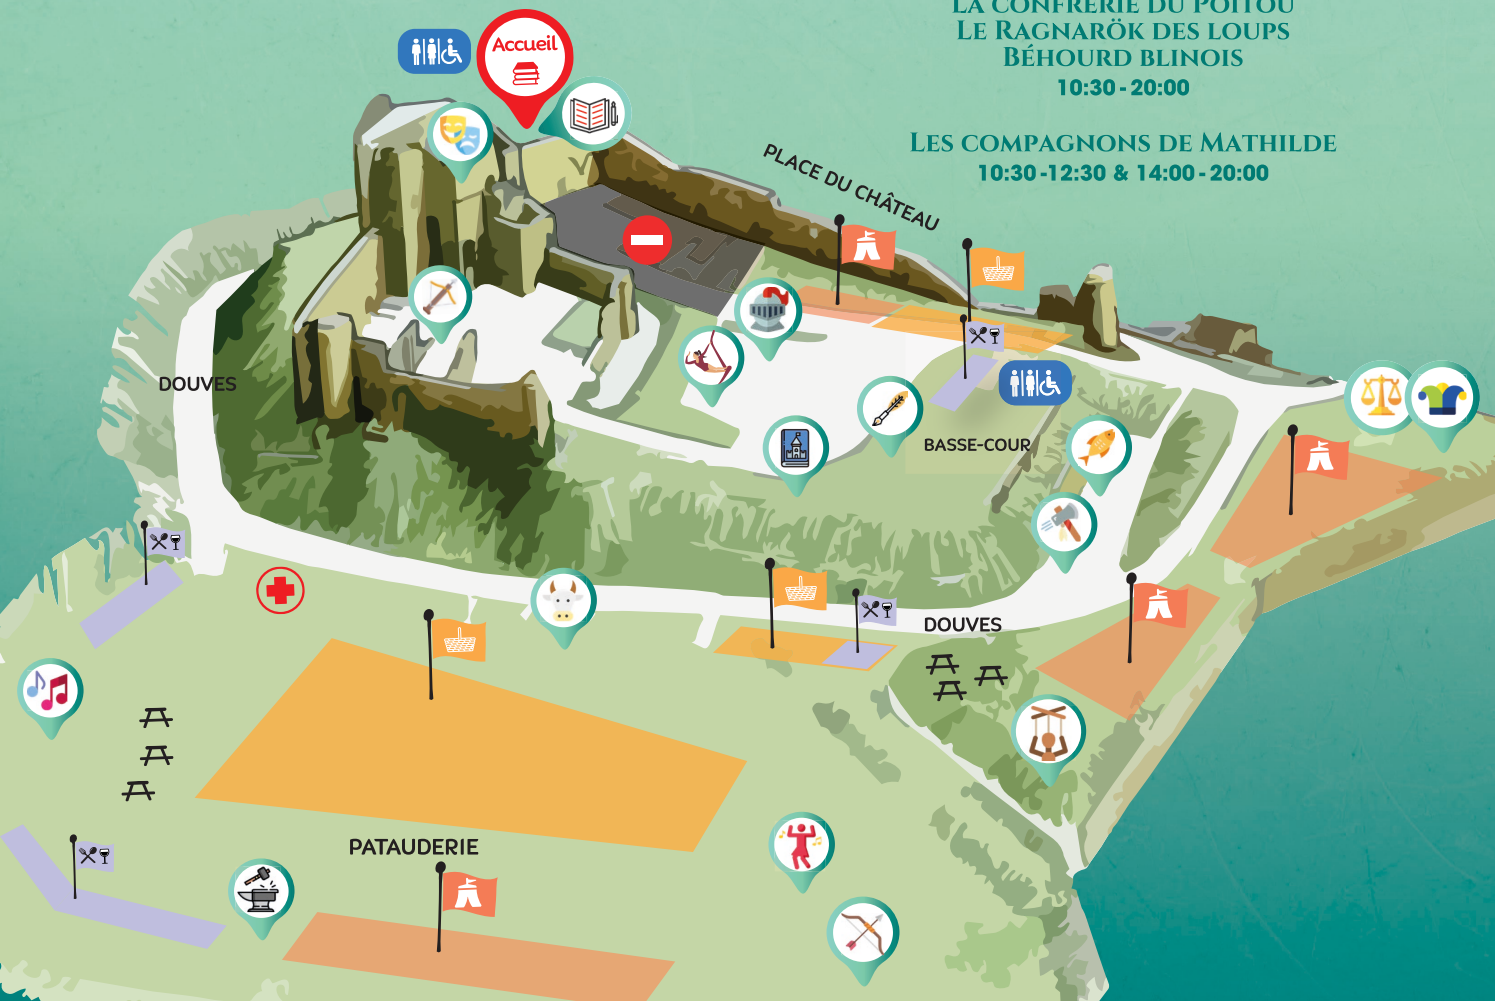 LA CONFRÉRIE DU POITOU
LE RAGNARÖK DES LOUPS
BÉHOURD BLINOIS
10:30 - 20:00
LES COMPAGNONS DE MATHILDE
10:30 -12:30 & 14:00 - 20:00
Accueil
PLACE DU CHÂTEAU
DOUVES
BASSE-COUR
DOUVES
PATAUDERIE